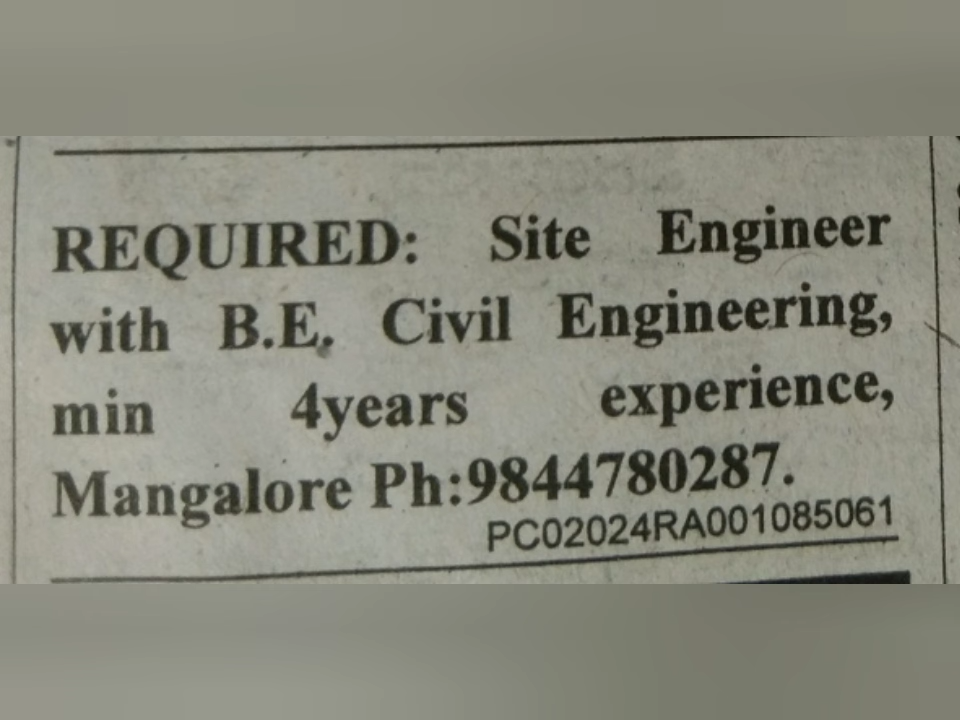 REQUIRED: Site Engineer
with B.E. Civil Engineering,
min 4years experience,
Mangalore Ph:9844780287.
PC02024RA001085061